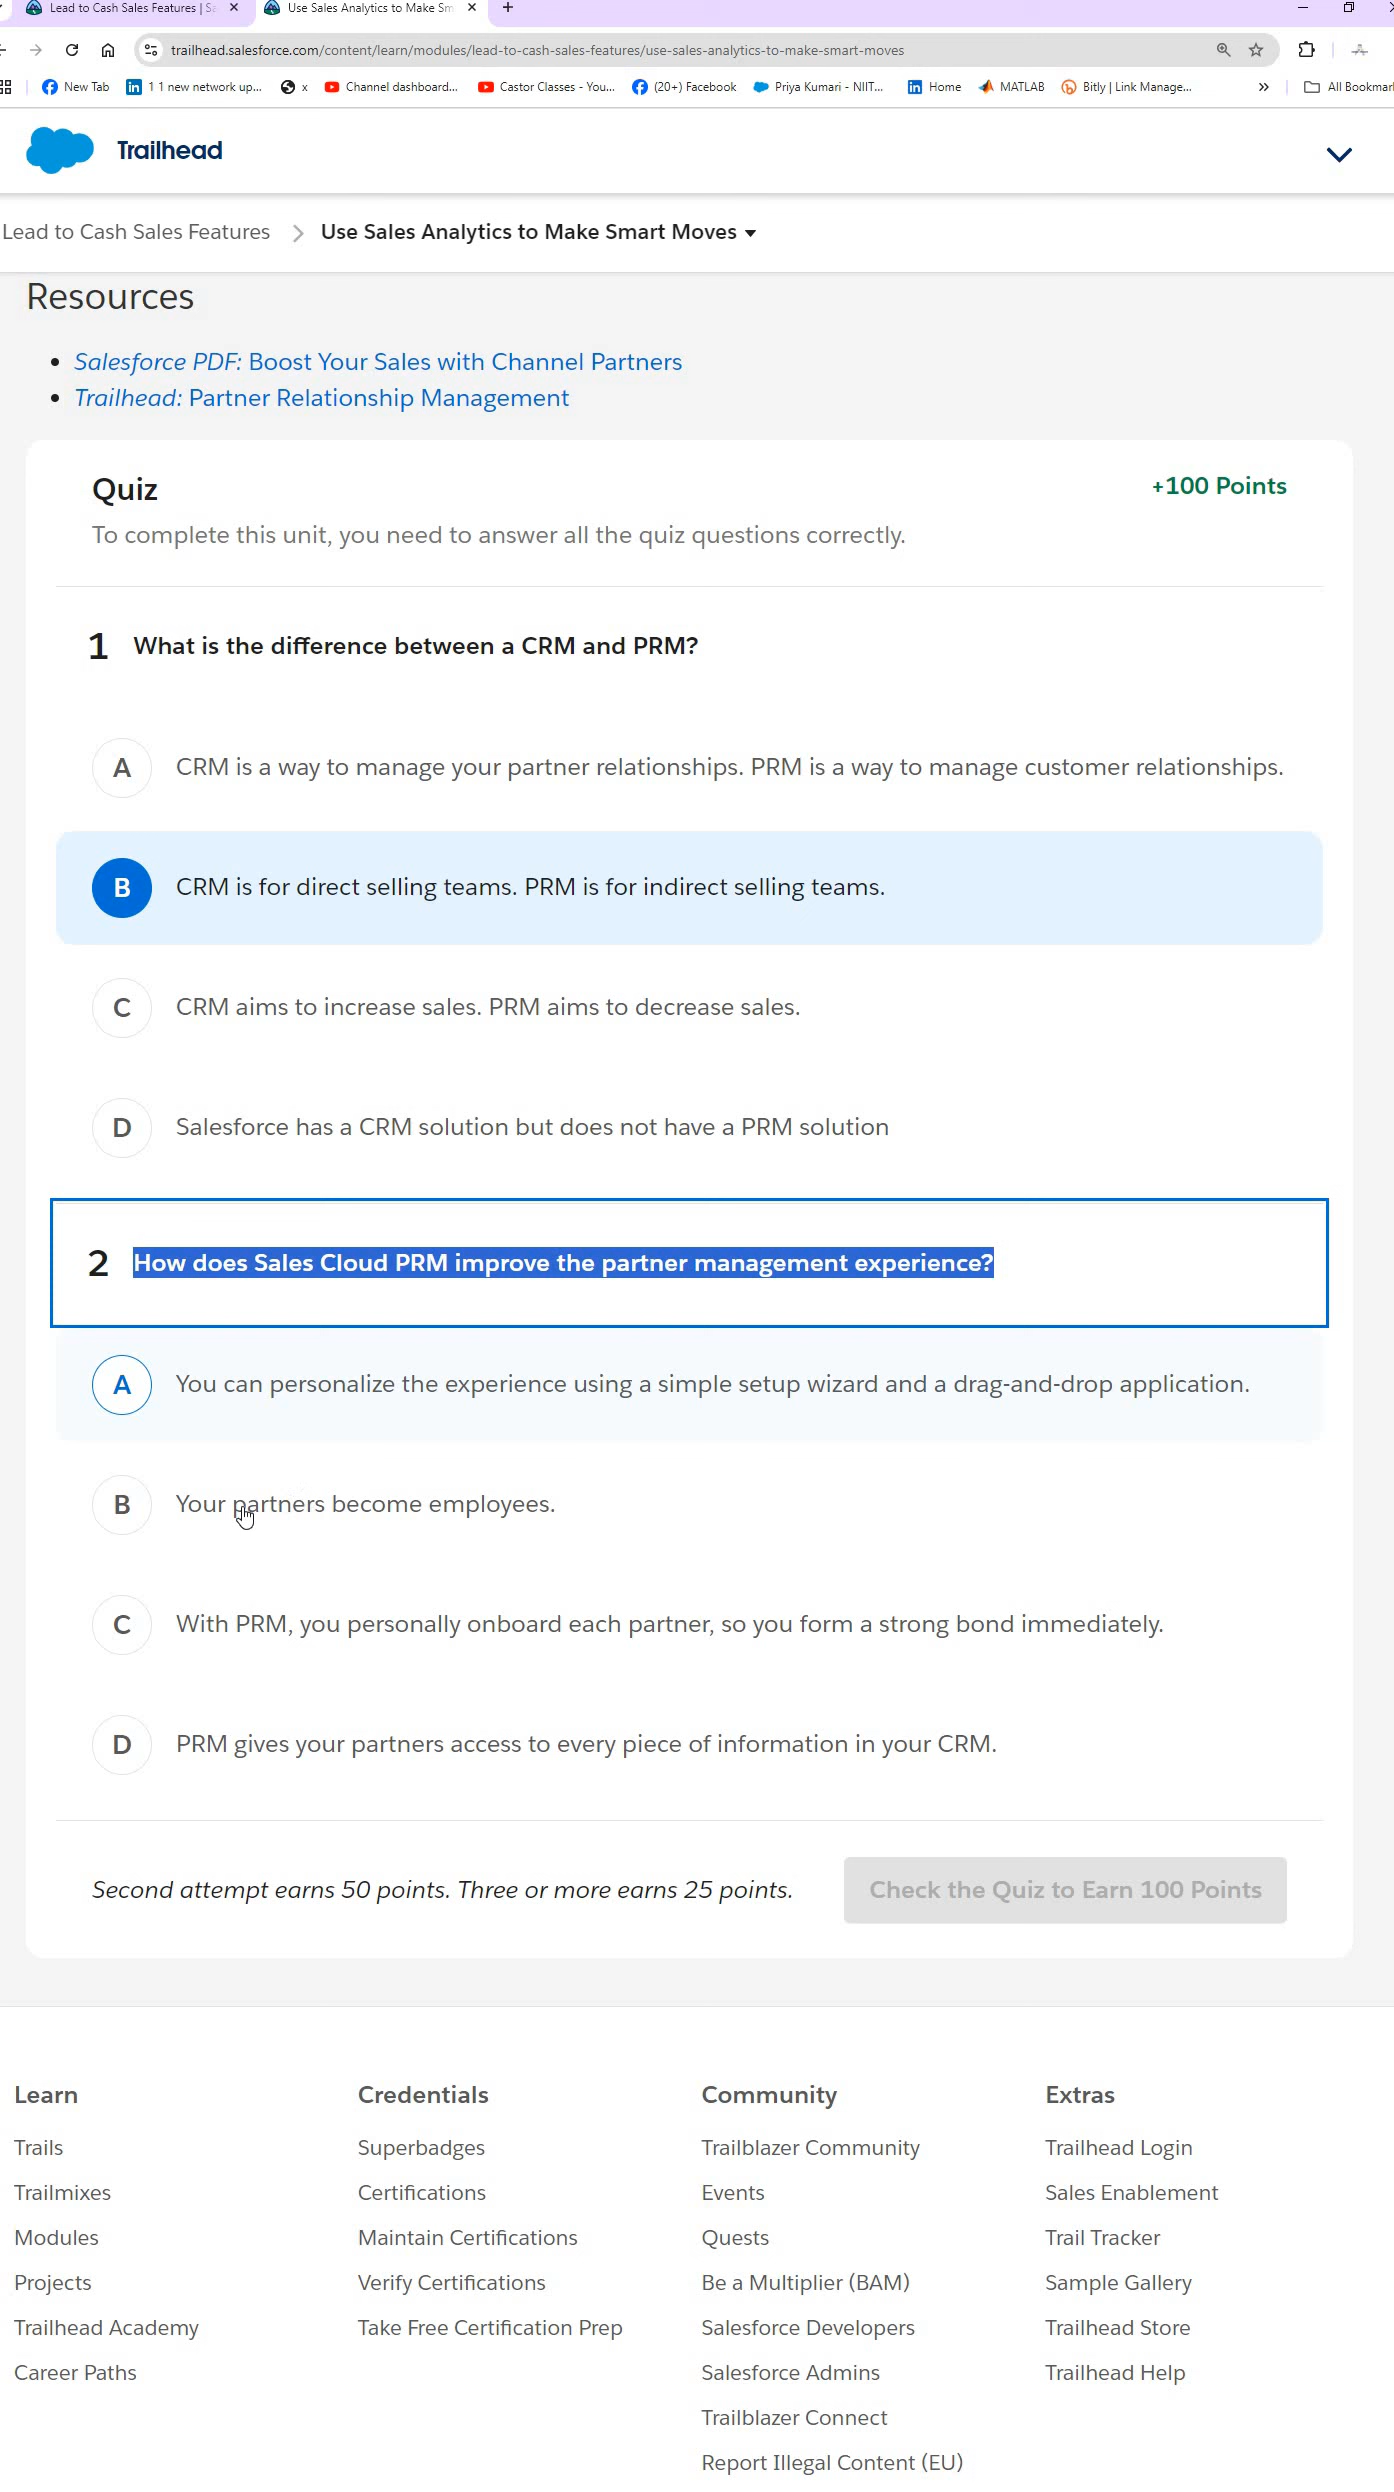 Lead to Cash Sales Features | Sa
Use Sales Analytics to Make Sm
trailhead.salesforce.com/content/learn/modules/lead-to-cash-sales-features/use-sales-analytics-to-make-smart-moves
New Tab
1 1 new network up...
x
Channel dashboard...
Castor Classes - You...
(20+) Facebook
Priya Kumari - NIIT...
Home
MATLAB
Bitly | Link Manage...
»
All Bookmar
Trailhead
Lead to Cash Sales Features > Use Sales Analytics to Make Smart Moves
Resources
• Salesforce PDF: Boost Your Sales with Channel Partners
• Trailhead: Partner Relationship Management
Quiz
+100 Points
To complete this unit, you need to answer all the quiz questions correctly.
1 What is the difference between a CRM and PRM?
A CRM is a way to manage your partner relationships. PRM is a way to manage customer relationships.
B CRM is for direct selling teams. PRM is for indirect selling teams.
C CRM aims to increase sales. PRM aims to decrease sales.
D Salesforce has a CRM solution but does not have a PRM solution
2 How does Sales Cloud PRM improve the partner management experience?
A You can personalize the experience using a simple setup wizard and a drag-and-drop application.
B Your partners become employees.
C With PRM, you personally onboard each partner, so you form a strong bond immediately.
D PRM gives your partners access to every piece of information in your CRM.
Second attempt earns 50 points. Three or more earns 25 points.
Check the Quiz to Earn 100 Points
Learn
Trails
Trailmixes
Modules
Projects
Trailhead Academy
Career Paths
Credentials
Superbadges
Certifications
Maintain Certifications
Verify Certifications
Take Free Certification Prep
Community
Trailblazer Community
Events
Quests
Be a Multiplier (BAM)
Salesforce Developers
Salesforce Admins
Trailblazer Connect
Report Illegal Content (EU)
Extras
Trailhead Login
Sales Enablement
Trail Tracker
Sample Gallery
Trailhead Store
Trailhead Help